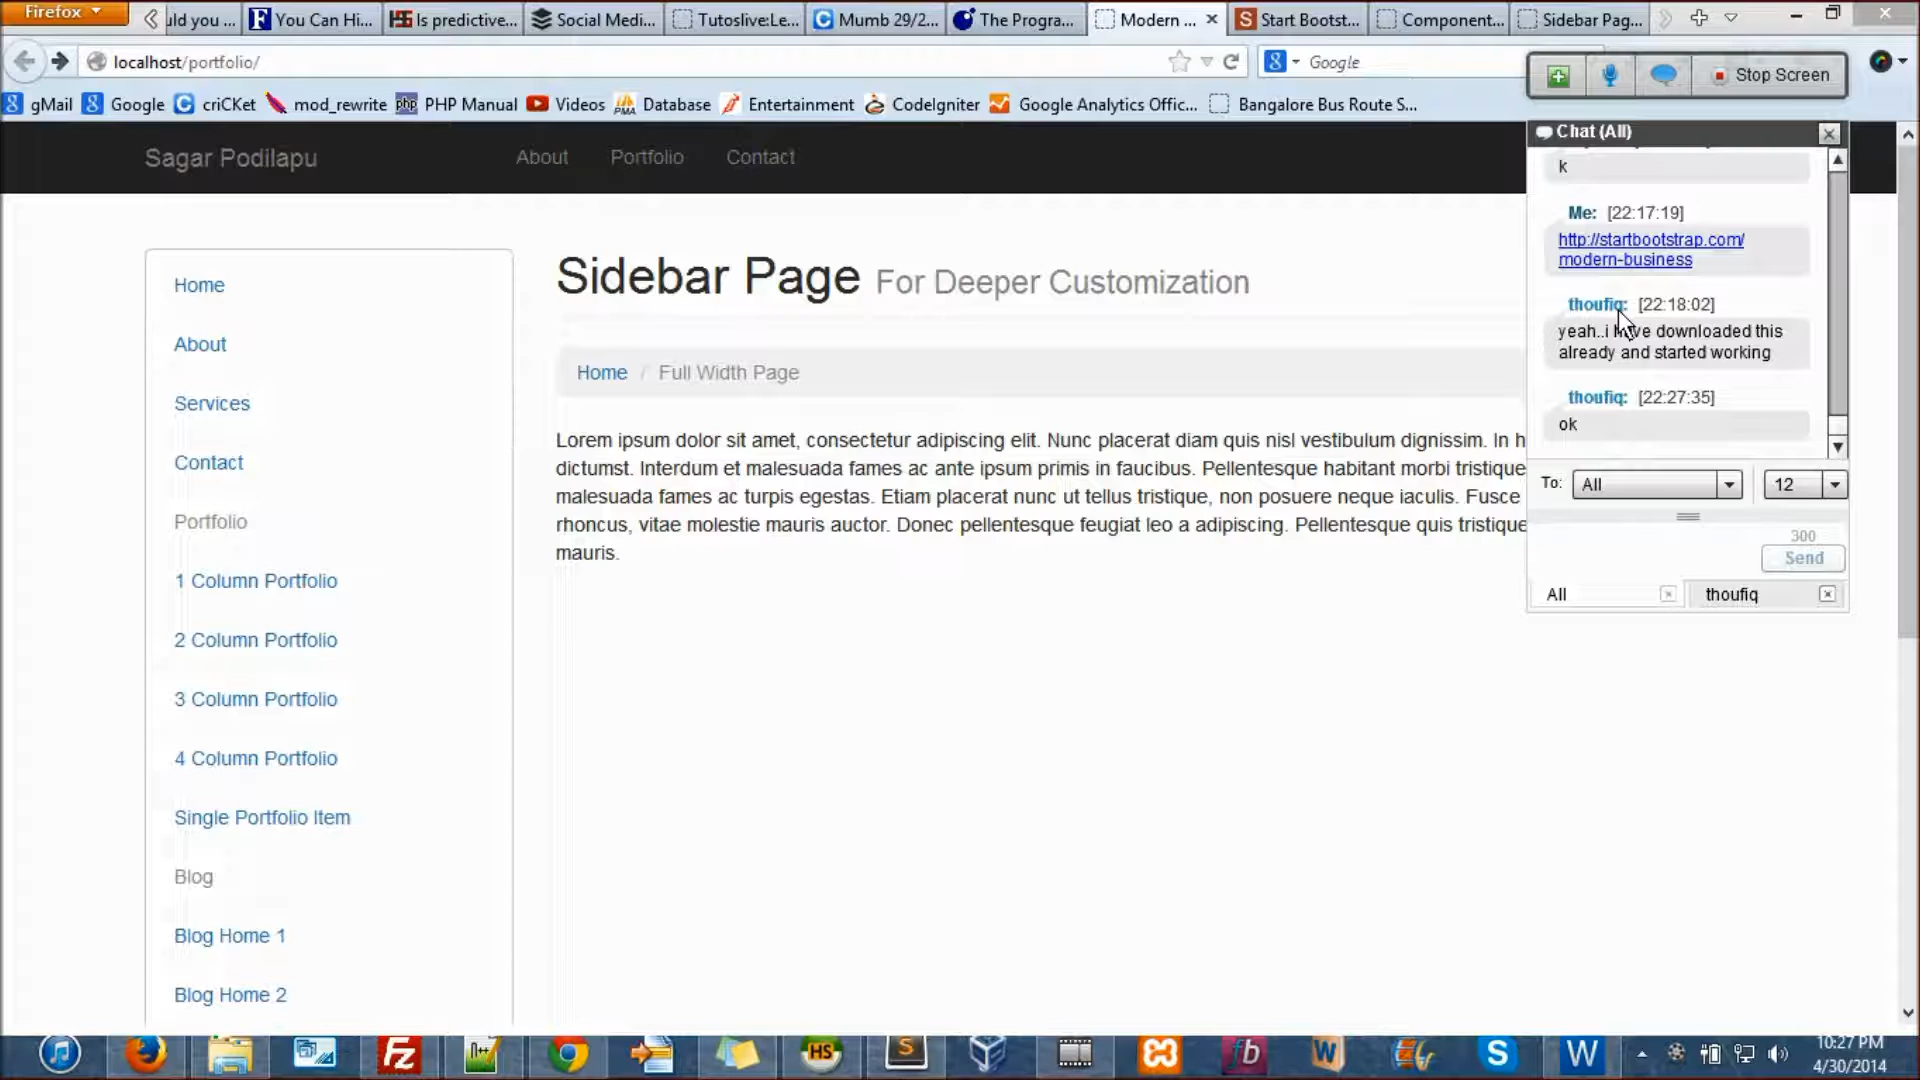 Firefox
uld you ...
You Can Hi...
Is predictive...
Social Medi...
Tutoslive:Le...
Mumb 29/2...
The Progra...
Modern ...
Start Bootst...
Component...
Sidebar Pag...
localhost/portfolio/
Google
Stop Screen
gMail
Google
criCKet
mod_rewrite
PHP Manual
Videos
Database
Entertainment
CodeIgniter
Google Analytics Offic...
Bangalore Bus Route S...
Sagar Podilapu
About
Portfolio
Contact
Home
About
Services
Contact
Portfolio
1 Column Portfolio
2 Column Portfolio
3 Column Portfolio
4 Column Portfolio
Single Portfolio Item
Blog
Blog Home 1
Blog Home 2
Sidebar Page For Deeper Customization
Home / Full Width Page
Lorem ipsum dolor sit amet, consectetur adipiscing elit. Nunc placerat diam quis nisl vestibulum dignissim. In h
dictumst. Interdum et malesuada fames ac ante ipsum primis in faucibus. Pellentesque habitant morbi tristique
malesuada fames ac turpis egestas. Etiam placerat nunc ut tellus tristique, non posuere neque iaculis. Fusce
rhoncus, vitae molestie mauris auctor. Donec pellentesque feugiat leo a adipiscing. Pellentesque quis tristique
mauris.
Chat (All)
k
Me: [22:17:19]
http://startbootstrap.com/
modern-business
thoufiq: [22:18:02]
yeah..i have downloaded this
already and started working
thoufiq: [22:27:35]
ok
To: All 12
300
Send
All
thoufiq
10:27 PM
4/30/2014